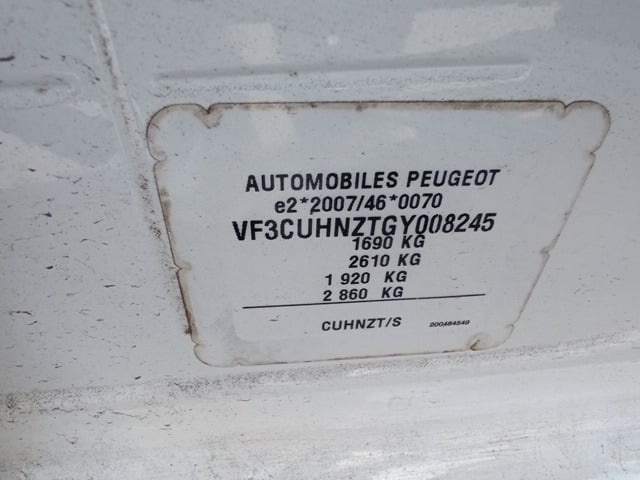 AUTOMOBILES PEUGEOT
e2*2007/46*0070
VF3CUHNZTGY008245
1690 KG
2610 KG
1 920 KG
2 860 KG
CUHNZT/S 200484549